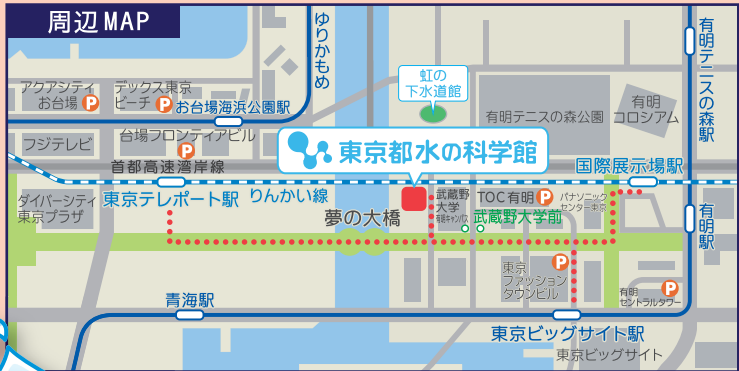 周辺MAP
ゆりかもめ
有明テニスの森駅
アクアシティ
お台場 P
デックス東京
ビーチ P
お台場海浜公園駅
虹の
下水道館
有明テニスの森公園
有明
コロシアム
フジテレビ
台場フロンティアビル
P
首都高速湾岸線
東京都水の科学館
国際展示場駅
ダイバーシティ
東京プラザ
東京テレポート駅
りんかい線
夢の大橋
武蔵野
大学
有明キャンパス
TOC有明 P
パナソニック
センター東京
武蔵野大学前
有明駅
P
東京
ファッション
タウンビル
有明
セントラルタワー
P
青海駅
東京ビッグサイト駅
東京ビッグサイト